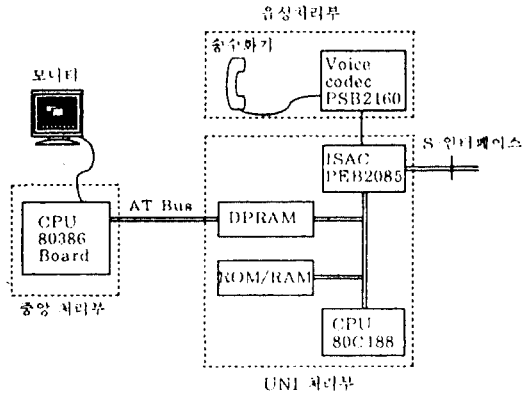 음성처리부
송수화기
Voice
codec
PSB2160
모니터
S 인터페이스
ISAC
PEB2085
AT Bus
DPRAM
CPU
80386
Board
ROM/RAM
중앙 처리부
CPU
80C188
UNI 처리부